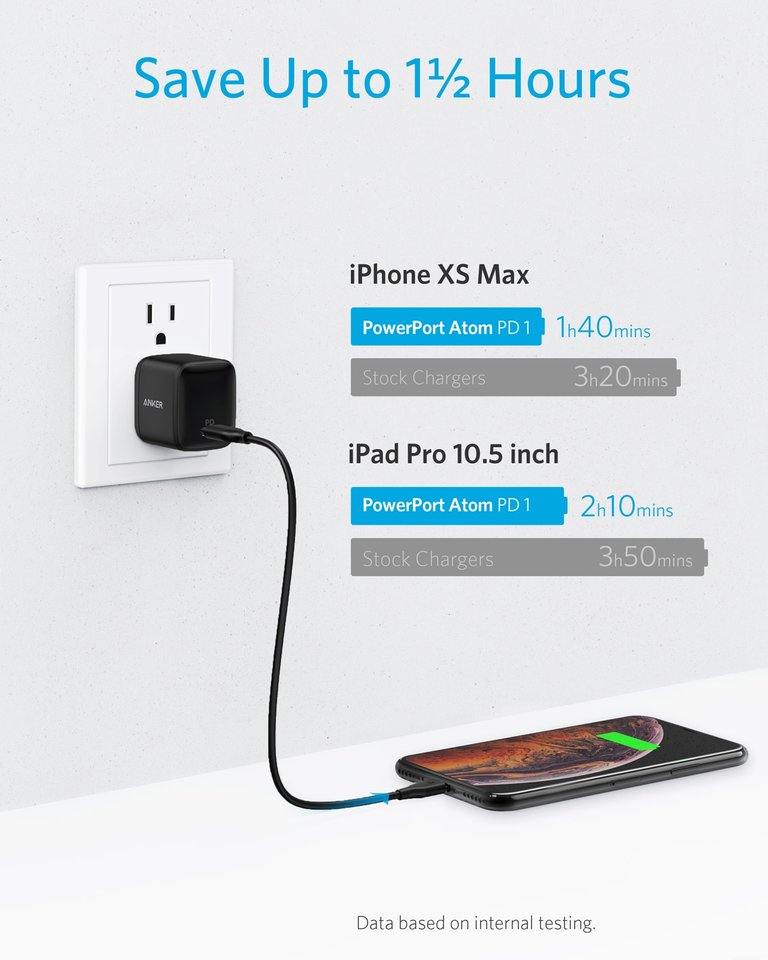 Save Up to 1½ Hours
iPhone XS Max
PowerPort Atom PD 1 1h40mins
Stock Chargers 3h20mins
ANKER
PD
iPad Pro 10.5 inch
PowerPort Atom PD 1 2h10mins
Stock Chargers 3h50mins
Data based on internal testing.